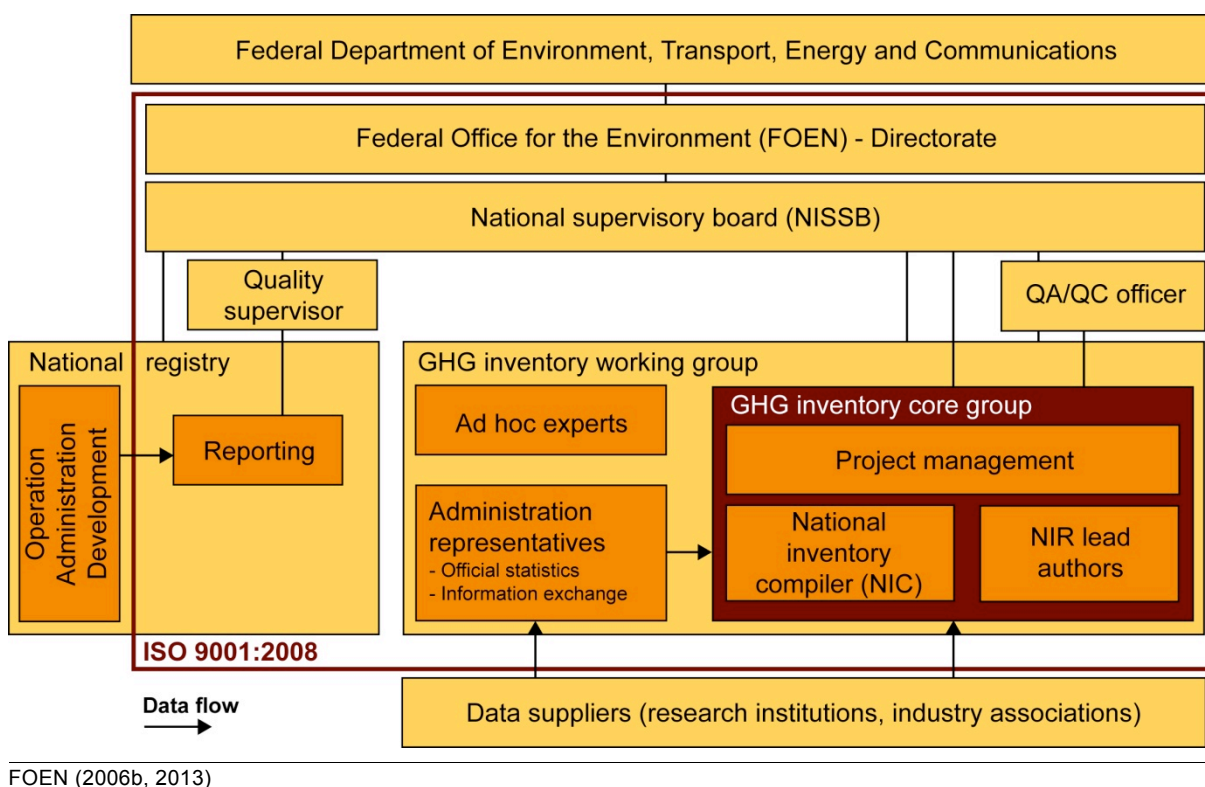 Federal Department of Environment, Transport, Energy and Communications
Federal Office for the Environment (FOEN) - Directorate
National supervisory board (NISSB)
Quality
supervisor
QA/QC officer
National registry
Operation
Administration
Development
Reporting
GHG inventory working group
Ad hoc experts
Administration
representatives
- Official statistics
- Information exchange
GHG inventory core group
Project management
National
inventory
compiler (NIC)
NIR lead
authors
ISO 9001:2008
Data flow
Data suppliers (research institutions, industry associations)
FOEN (2006b, 2013)